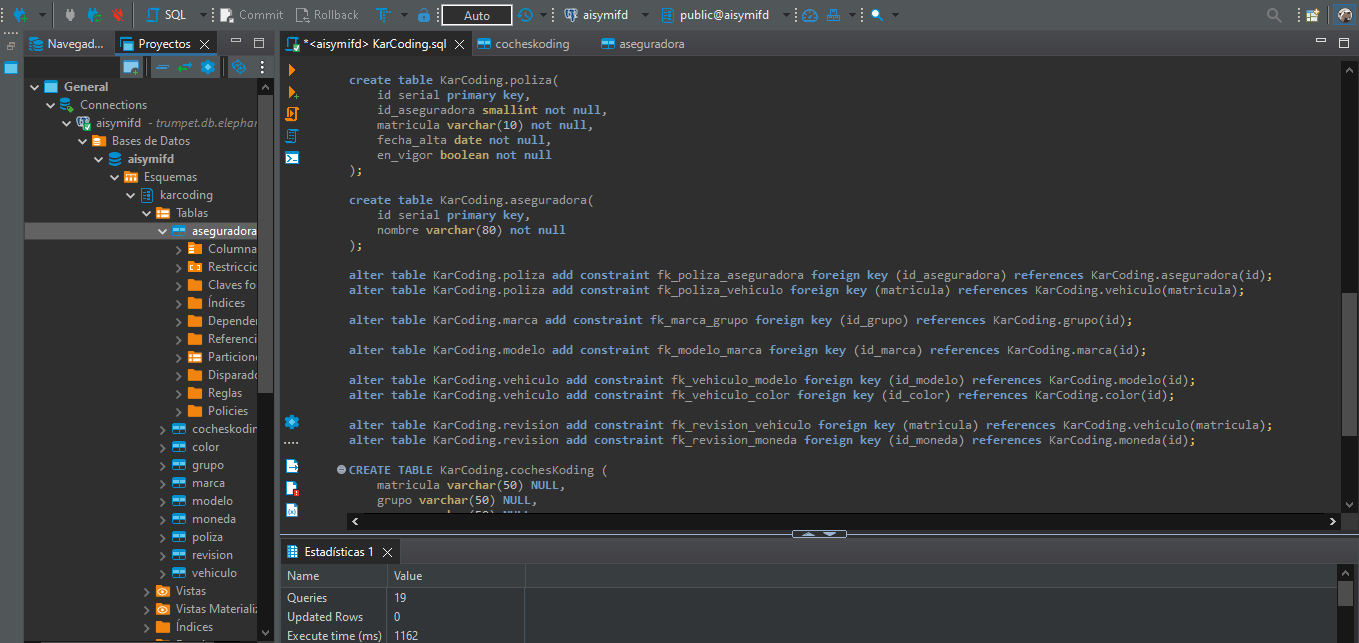 SQL Commit Rollback Auto aisymifd public@aisymifd
Navegad... Proyectos
*<aisymifd> KarCoding.sql cocheskoding aseguradora
General
Connections
aisymifd - trumpet.db.elephan
Bases de Datos
aisymifd
Esquemas
karcoding
Tablas
aseguradora
Columna
Restriccio
Claves fo
Índices
Depender
Referenci
Particione
Disparado
Reglas
Policies
cocheskodin
color
grupo
marca
modelo
moneda
poliza
revision
vehiculo
Vistas
Vistas Materializ
Índices
create table KarCoding.poliza(
id serial primary key,
id_aseguradora smallint not null,
matricula varchar(10) not null,
fecha_alta date not null,
en_vigor boolean not null
);
create table KarCoding.aseguradora(
id serial primary key,
nombre varchar(80) not null
);
alter table KarCoding.poliza add constraint fk_poliza_aseguradora foreign key (id_aseguradora) references KarCoding.aseguradora(id);
alter table KarCoding.poliza add constraint fk_poliza_vehiculo foreign key (matricula) references KarCoding.vehiculo(matricula);
alter table KarCoding.marca add constraint fk_marca_grupo foreign key (id_grupo) references KarCoding.grupo(id);
alter table KarCoding.modelo add constraint fk_modelo_marca foreign key (id_marca) references KarCoding.marca(id);
alter table KarCoding.vehiculo add constraint fk_vehiculo_modelo foreign key (id_modelo) references KarCoding.modelo(id);
alter table KarCoding.vehiculo add constraint fk_vehiculo_color foreign key (id_color) references KarCoding.color(id);
alter table KarCoding.revision add constraint fk_revision_vehiculo foreign key (matricula) references KarCoding.vehiculo(matricula);
alter table KarCoding.revision add constraint fk_revision_moneda foreign key (id_moneda) references KarCoding.moneda(id);
CREATE TABLE KarCoding.cochesKoding (
matricula varchar(50) NULL,
grupo varchar(50) NULL,
Estadísticas 1
Name Value
Queries 19
Updated Rows 0
Execute time (ms) 1162